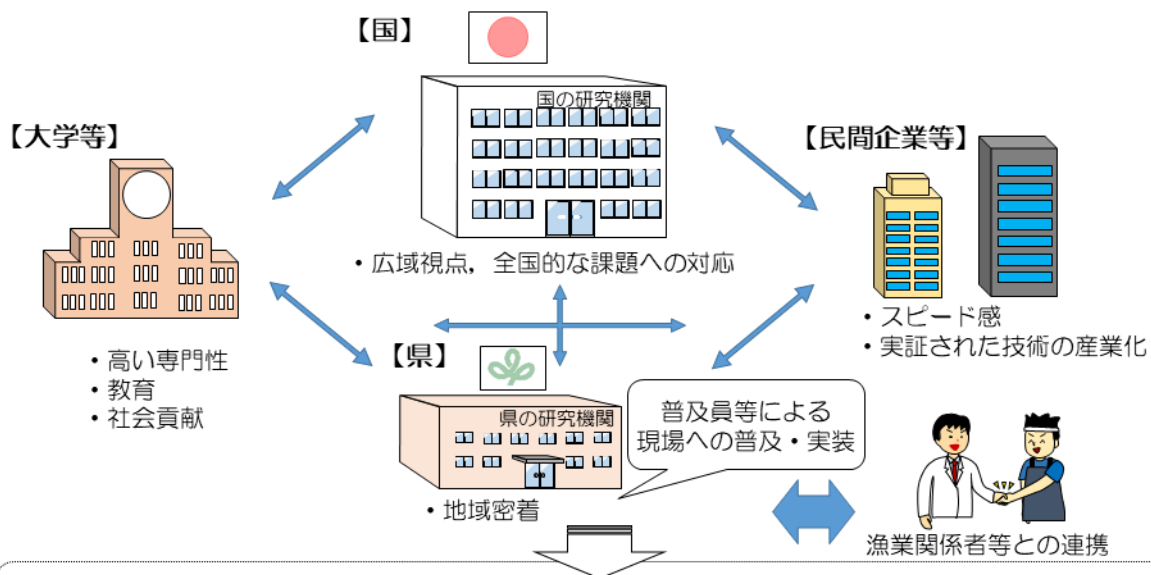 【国】
国の研究機関
・広域視点，全国的な課題への対応
【大学等】
・高い専門性
・教育
・社会貢献
【民間企業等】
・スピード感
・実証された技術の産業化
【県】
県の研究機関
・地域密着
普及員等による
現場への普及・実装
漁業関係者等との連携